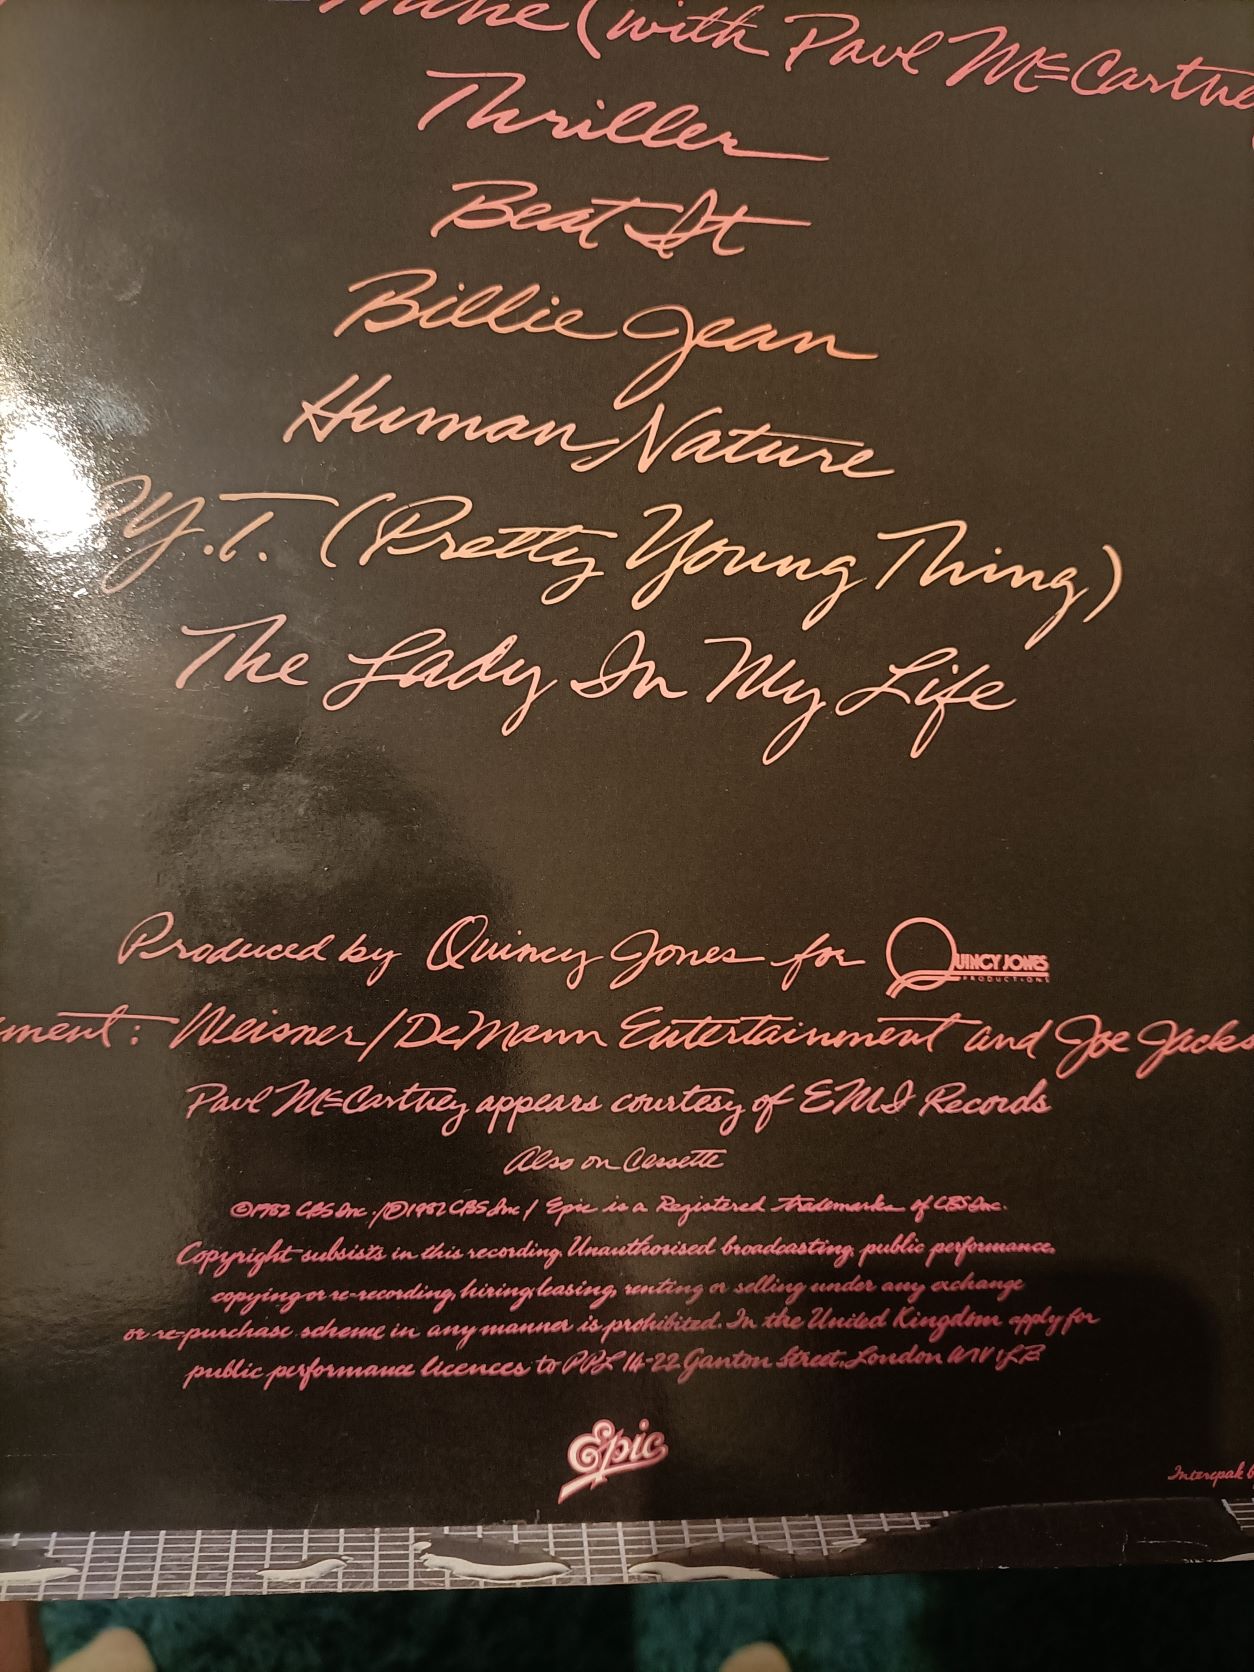 Mine (with Paul McCartney
Thriller
Beat It
Billie Jean
Human Nature
P.Y.T. (Pretty Young Thing)
The Lady In My Life
Produced by Quincy Jones for QUINCY JONES PRODUCTIONS
ment: Weisner/DeMann Entertainment and Joe Jacks
Paul McCartney appears courtesy of EMI Records
Also on Cassette
©1982 CBS Inc./℗1982 CBS Inc/ Epic is a Registered trademark of CBS Inc.
Copyright subsists in this recording. Unauthorised broadcasting, public performance,
copying or re-recording, hiring, leasing, renting or selling under any exchange
or re-purchase scheme in any manner is prohibited. In the United Kingdom apply for
public performance licences to PPL 14-22 Ganton Street, London W1V 1LB
Epic
Interpak